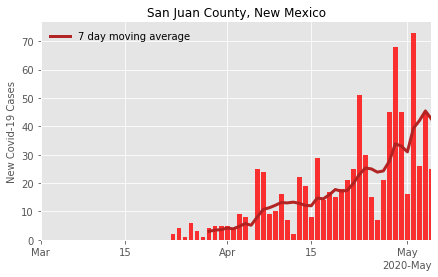 San Juan County, New Mexico
7 day moving average
New Covid-19 Cases
70
60
50
40
30
20
10
0
Mar
15
Apr
15
May
2020-May